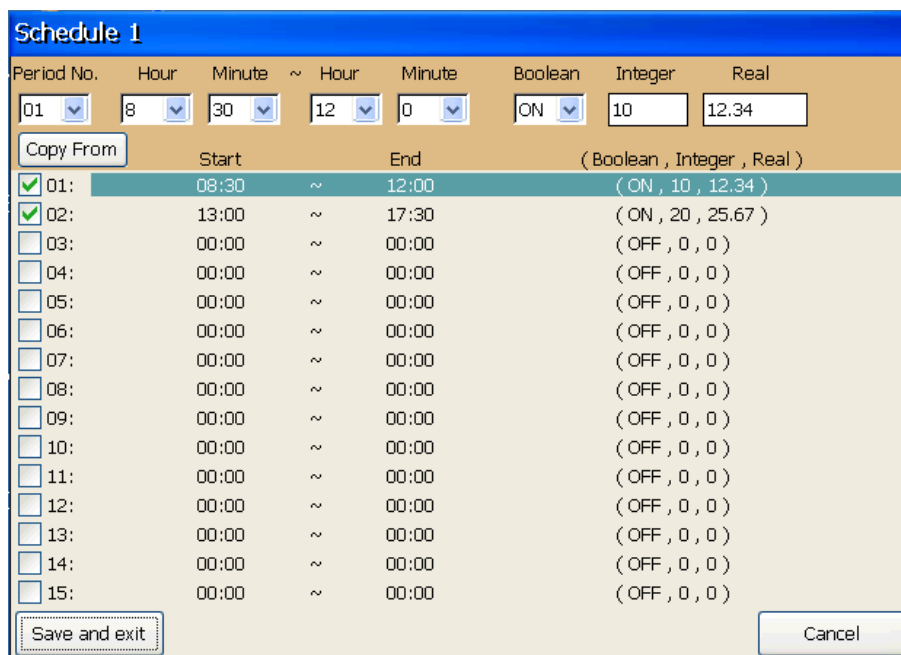 Schedule 1
Period No. Hour Minute ~ Hour Minute Boolean Integer Real
01 8 30 12 0 ON 10 12.34
Copy From Start End ( Boolean , Integer , Real )
01: 08:30 ~ 12:00 ( ON , 10 , 12.34 )
02: 13:00 ~ 17:30 ( ON , 20 , 25.67 )
03: 00:00 ~ 00:00 ( OFF , 0 , 0 )
04: 00:00 ~ 00:00 ( OFF , 0 , 0 )
05: 00:00 ~ 00:00 ( OFF , 0 , 0 )
06: 00:00 ~ 00:00 ( OFF , 0 , 0 )
07: 00:00 ~ 00:00 ( OFF , 0 , 0 )
08: 00:00 ~ 00:00 ( OFF , 0 , 0 )
09: 00:00 ~ 00:00 ( OFF , 0 , 0 )
10: 00:00 ~ 00:00 ( OFF , 0 , 0 )
11: 00:00 ~ 00:00 ( OFF , 0 , 0 )
12: 00:00 ~ 00:00 ( OFF , 0 , 0 )
13: 00:00 ~ 00:00 ( OFF , 0 , 0 )
14: 00:00 ~ 00:00 ( OFF , 0 , 0 )
15: 00:00 ~ 00:00 ( OFF , 0 , 0 )
Save and exit Cancel